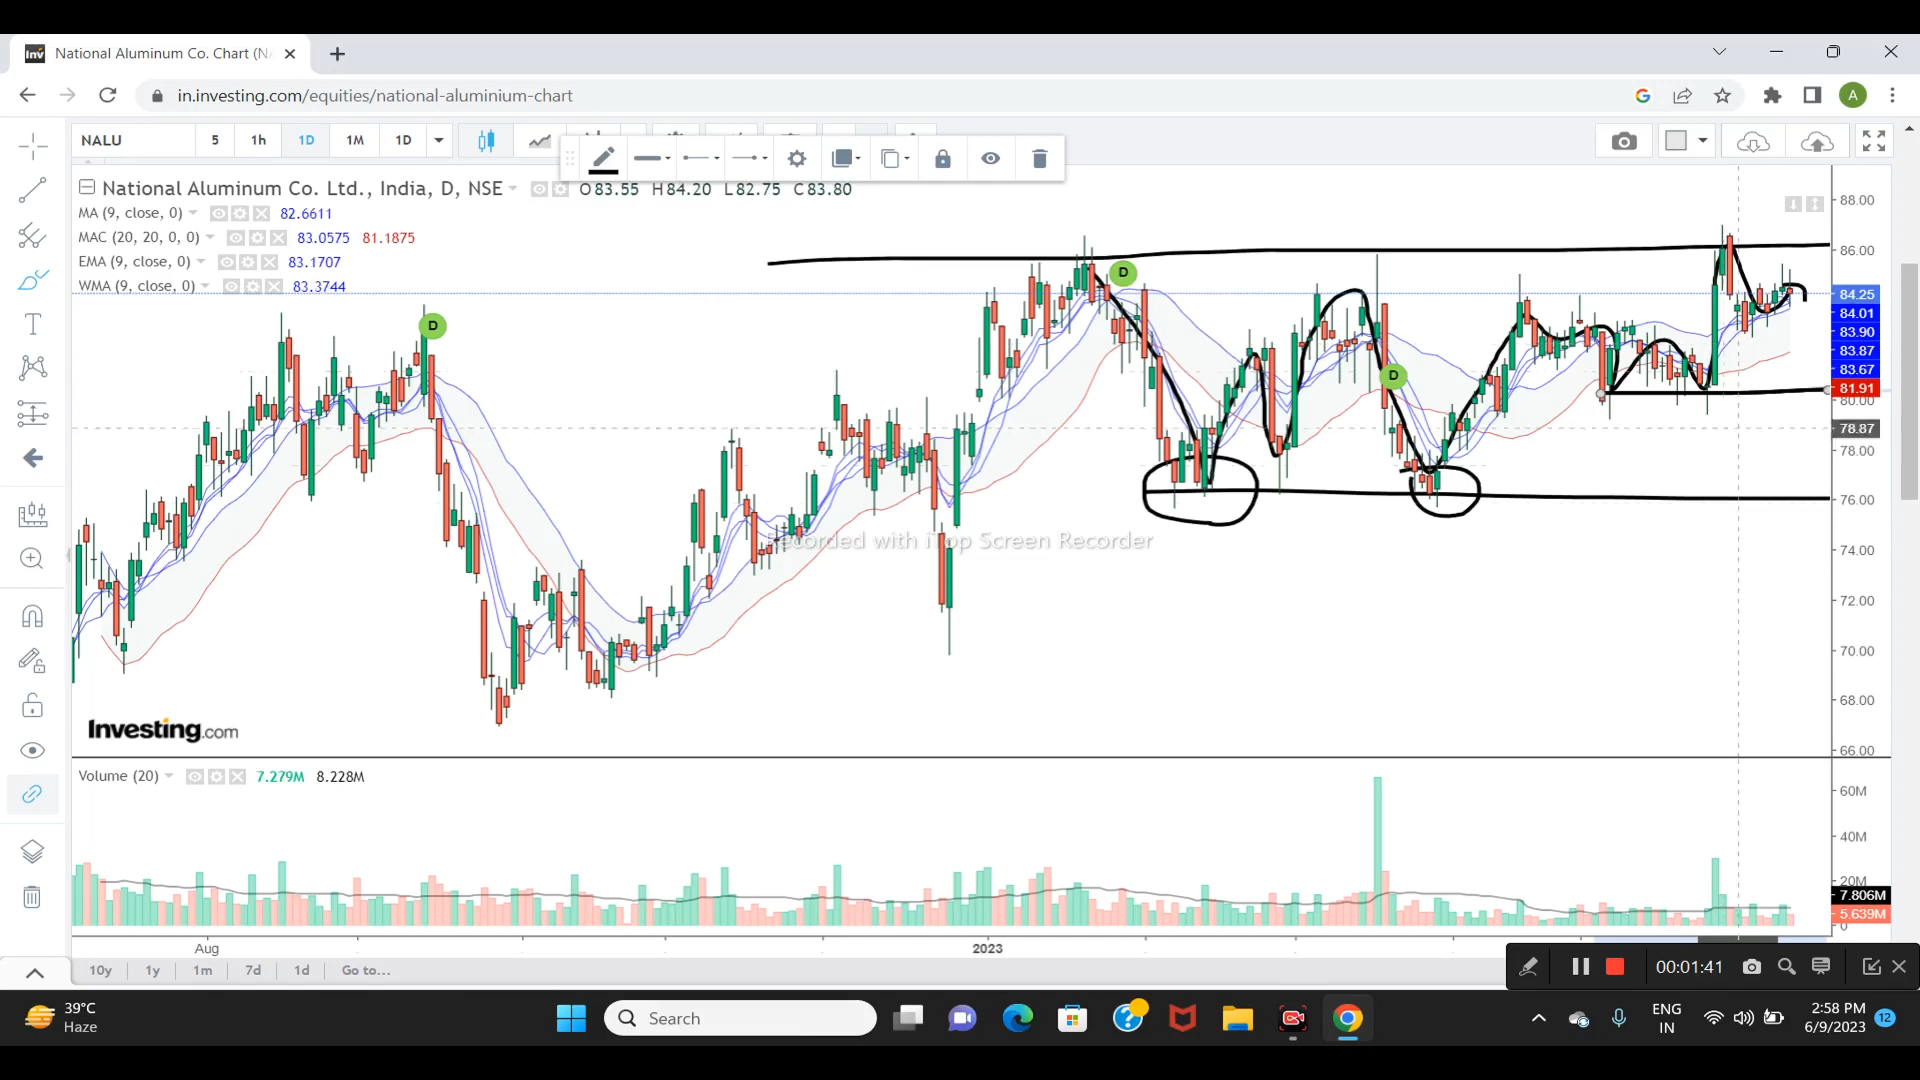 National Aluminum Co. Chart (NA
in.investing.com/equities/national-aluminium-chart
A
NALU 5 1h 1D 1M 1D
National Aluminum Co. Ltd., India, D, NSE O83.55 H84.20 L82.75 C83.80
MA (9, close, 0) 82.6611
MAC (20, 20, 0, 0) 83.0575 81.1875
EMA (9, close, 0) 83.1707
WMA (9, close, 0) 83.3744
D
D
D
88.00
86.00
84.25
84.01
83.90
83.87
83.67
81.91
80.00
78.87
78.00
76.00
74.00
72.00
70.00
68.00
66.00
Recorded with iTop Screen Recorder
Investing.com
Volume (20) 7.279M 8.228M
60M
40M
20M
7.806M
5.639M
0
Aug 2023
10y 1y 1m 7d 1d Go to...
00:01:41
39°C
Haze
Search
ENG
IN
2:58 PM
6/9/2023
12